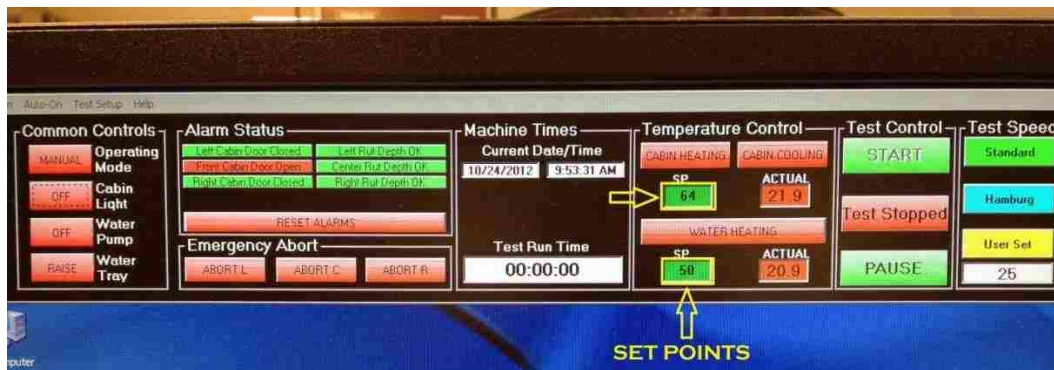 Auto-On Test Setup Help
Common Controls
MANUAL Operating Mode
OFF Cabin Light
OFF Water Pump
RAISE Water Tray
Alarm Status
Left Cabin Door Closed Left Rut Depth OK
Front Cabin Door Open Center Rut Depth OK
Right Cabin Door Closed Right Rut Depth OK
RESET ALARMS
Emergency Abort
ABORT L ABORT C ABORT R
Machine Times
Current Date/Time
10/24/2012 9:53:31 AM
Test Run Time
00:00:00
Temperature Control
CABIN HEATING CABIN COOLING
SP ACTUAL
64 21.9
WATER HEATING
SP ACTUAL
50 20.9
Test Control
START
Test Stopped
PAUSE
Test Speed
Standard
Hamburg
User Set
25
SET POINTS